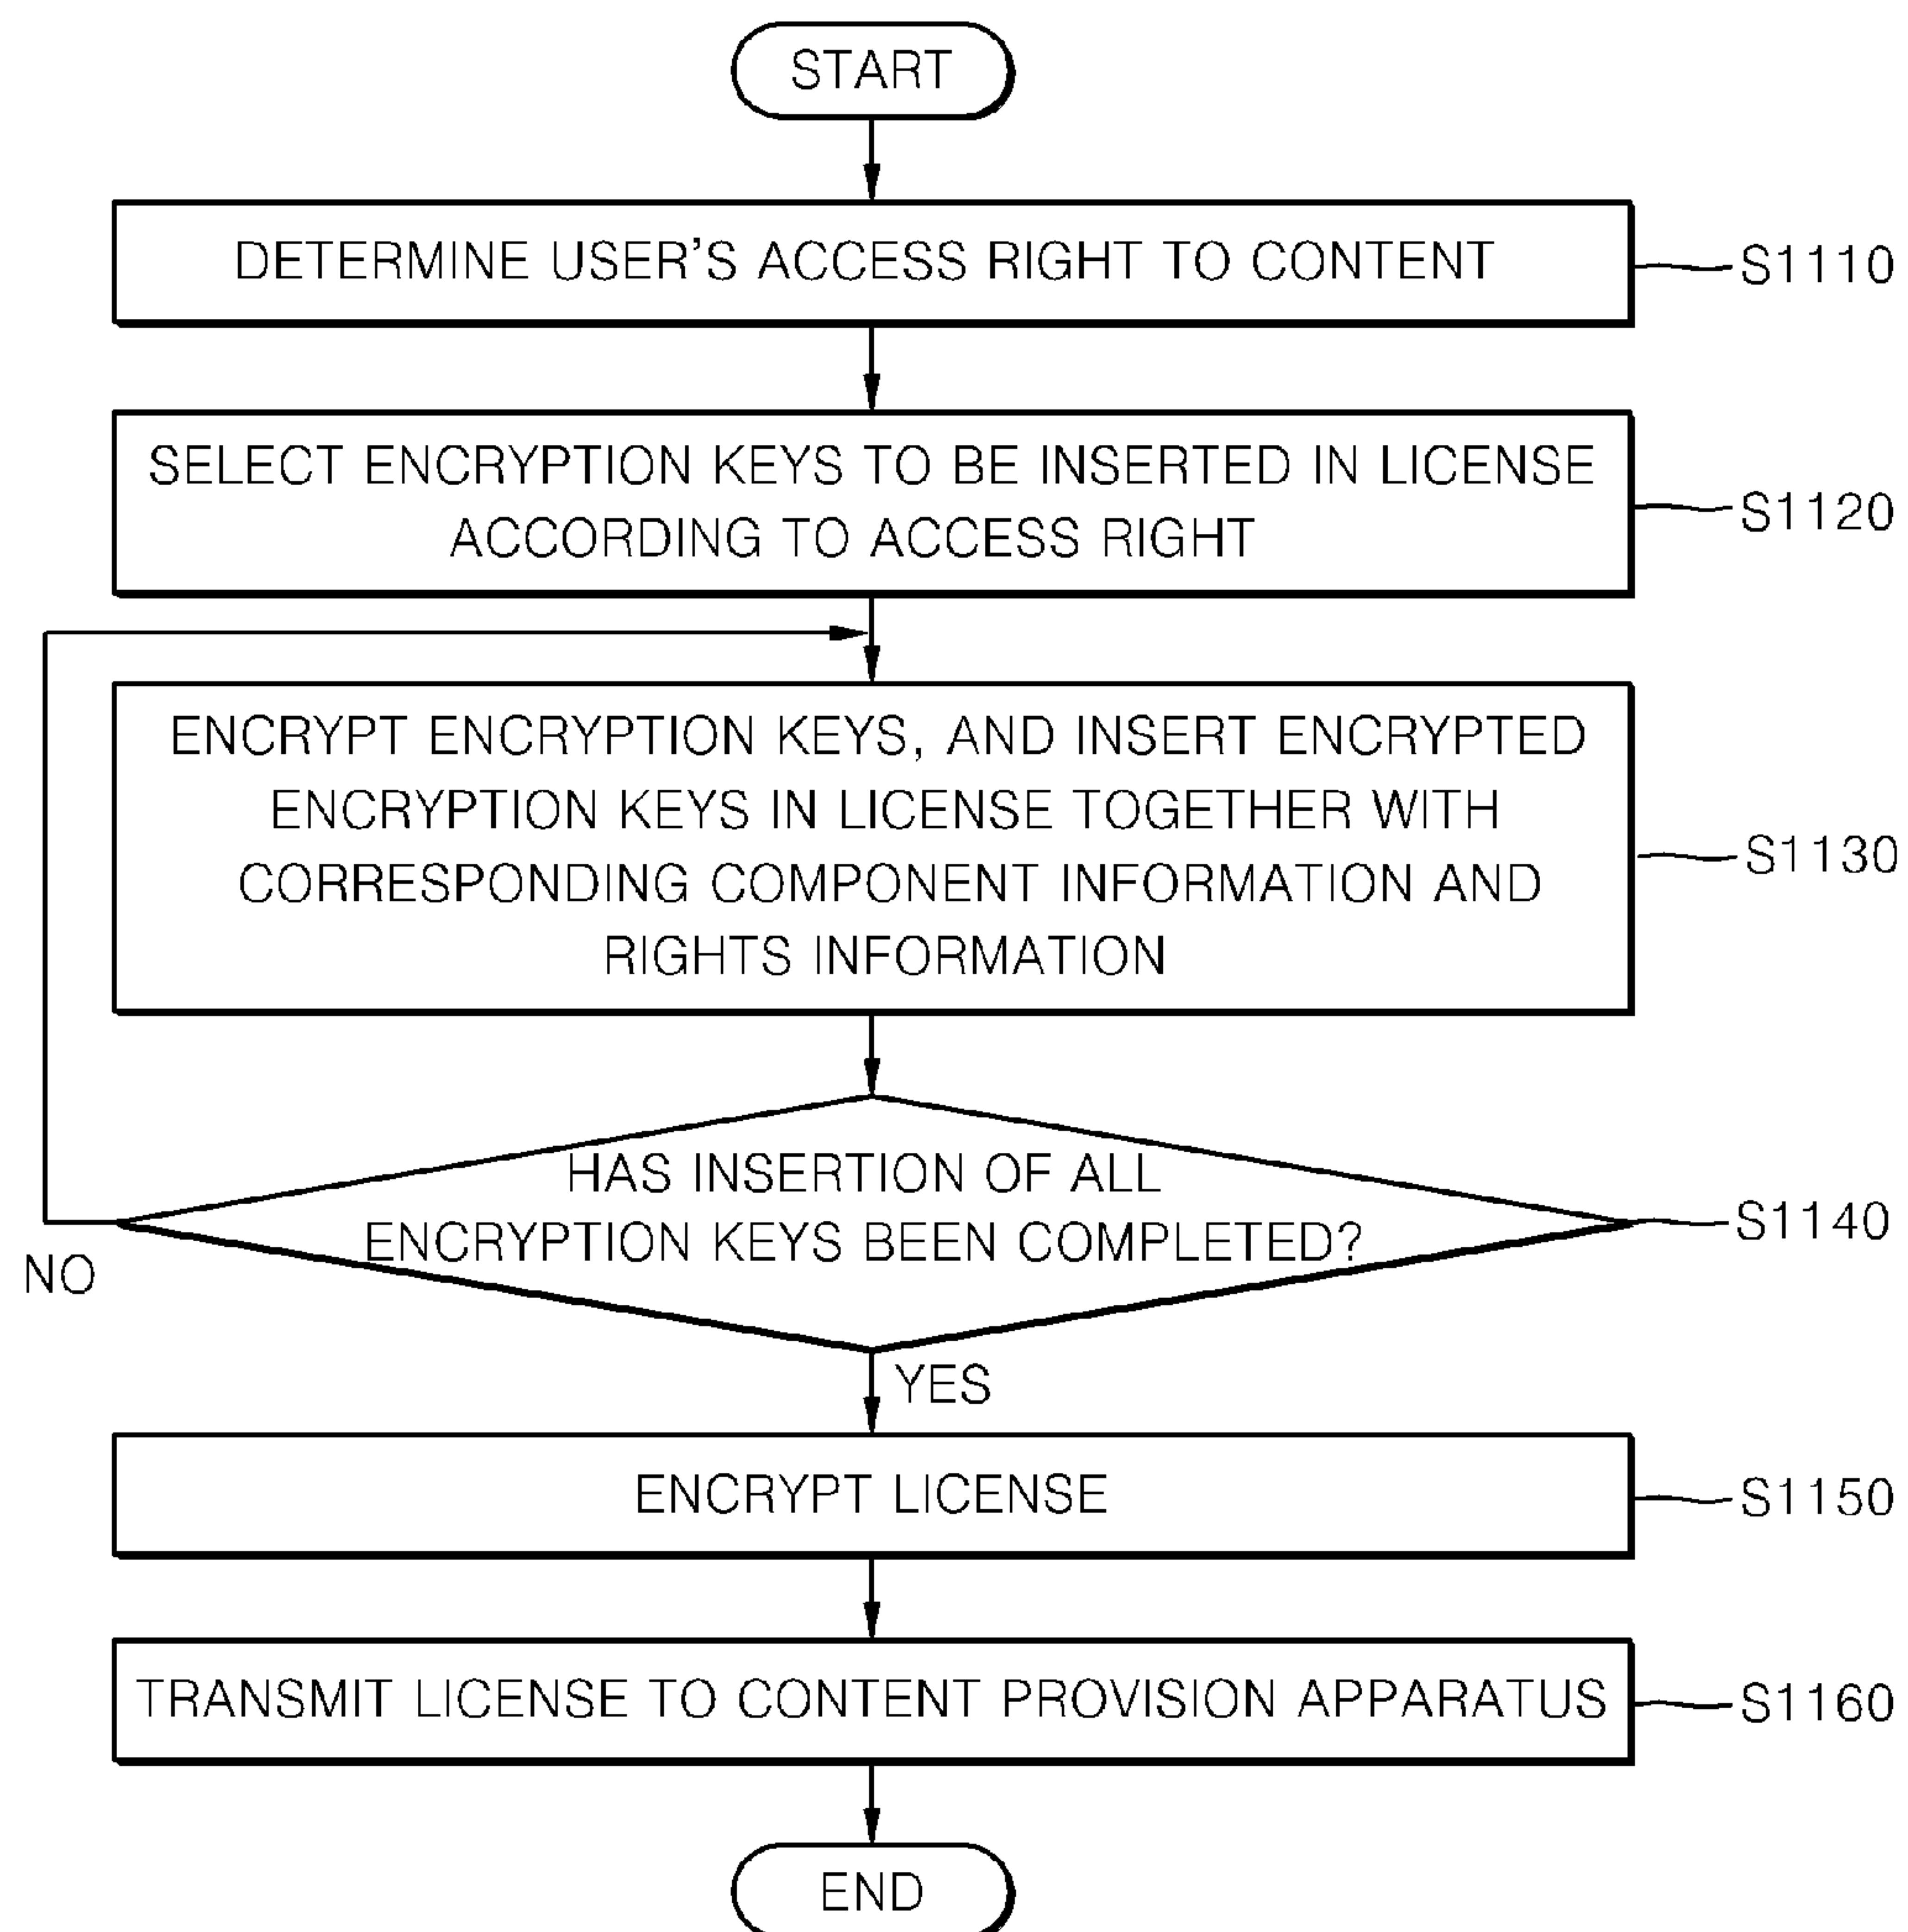 START
DETERMINE USER'S ACCESS RIGHT TO CONTENT
S1110
SELECT ENCRYPTION KEYS TO BE INSERTED IN LICENSE
ACCORDING TO ACCESS RIGHT
S1120
ENCRYPT ENCRYPTION KEYS, AND INSERT ENCRYPTED
ENCRYPTION KEYS IN LICENSE TOGETHER WITH
CORRESPONDING COMPONENT INFORMATION AND
RIGHTS INFORMATION
S1130
HAS INSERTION OF ALL
ENCRYPTION KEYS BEEN COMPLETED?
S1140
NO
YES
ENCRYPT LICENSE
S1150
TRANSMIT LICENSE TO CONTENT PROVISION APPARATUS
S1160
END